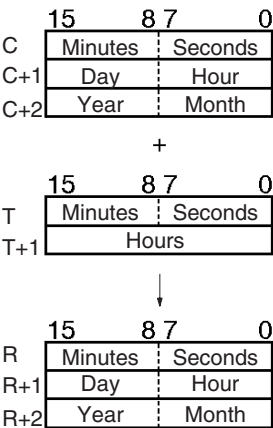 15 8 7 0
C Minutes Seconds
C+1 Day Hour
C+2 Year Month
+
15 8 7 0
T Minutes Seconds
T+1 Hours
15 8 7 0
R Minutes Seconds
R+1 Day Hour
R+2 Year Month